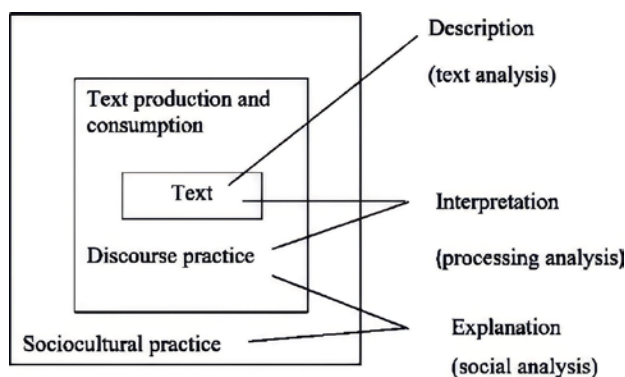 Description
(text analysis)
Text production and
consumption
Text
Interpretation
(processing analysis)
Discourse practice
Explanation
(social analysis)
Sociocultural practice